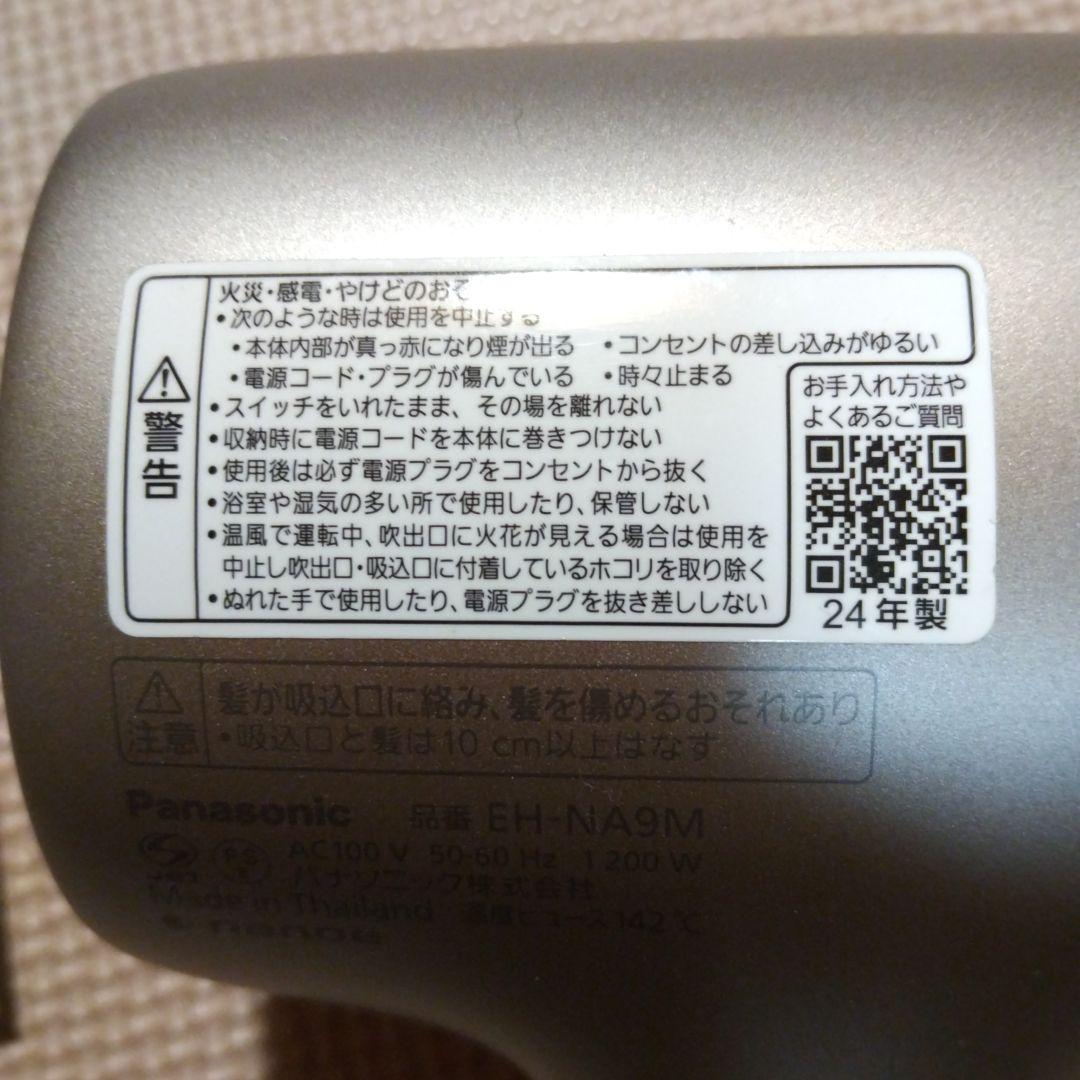 警告
火災・感電・やけどのおそ
・次のような時は使用を中止する
・本体内部が真っ赤になり煙が出る ・コンセントの差し込みがゆるい
・電源コード・プラグが傷んでいる ・時々止まる
・スイッチをいれたまま、その場を離れない
・収納時に電源コードを本体に巻きつけない
・使用後は必ず電源プラグをコンセントから抜く
・浴室や湿気の多い所で使用したり、保管しない
・温風で運転中、吹出口に火花が見える場合は使用を
中止し吹出口・吸込口に付着しているホコリを取り除く
・ぬれた手で使用したり、電源プラグを抜き差ししない
お手入れ方法や
よくあるご質問
24年製
注意
髪が吸込口に絡み、髪を傷めるおそれあり
・吸込口と髪は10 cm以上はなす
Panasonic 品番 EH-NA9M
AC100 V 50-60 Hz 1 200 W
パナソニック株式会社
Made in Thailand 温度ヒューズ142 ℃